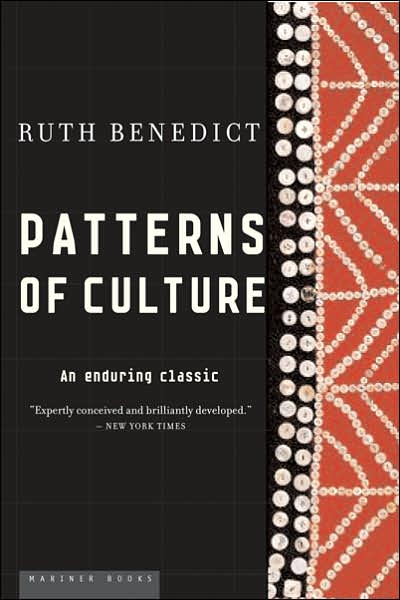 RUTH BENEDICT
PATTERNS
OF CULTURE
An enduring classic
"Expertly conceived and brilliantly developed."
— NEW YORK TIMES
MARINER BOOKS